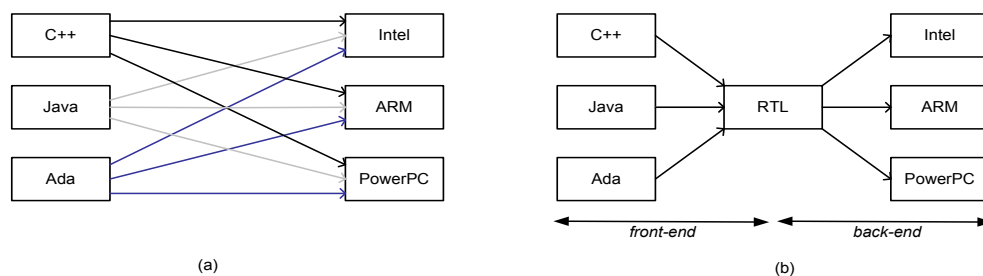 C++
Intel
Java
ARM
Ada
PowerPC
(a)
C++
Intel
Java
RTL
ARM
Ada
PowerPC
front-end
back-end
(b)